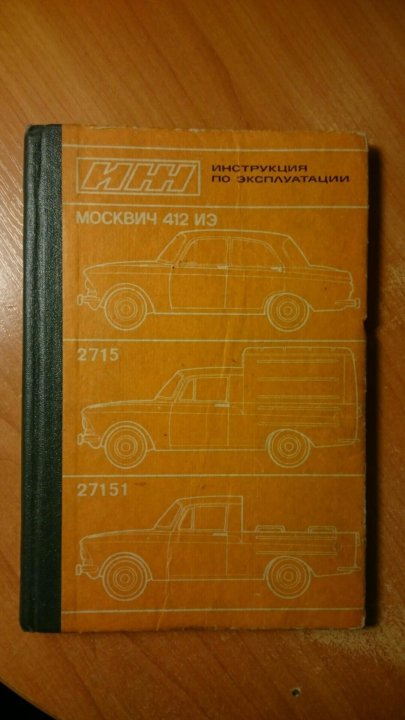 ИЖ
ИНСТРУКЦИЯ
ПО ЭКСПЛУАТАЦИИ
МОСКВИЧ 412 ИЭ
2715
27151